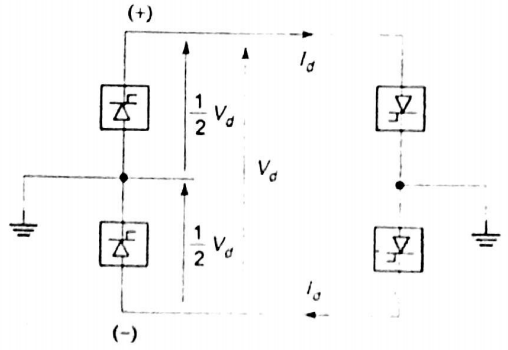 (+)
I_d
1/2 V_d
V_d
1/2 V_d
I_d
(-)